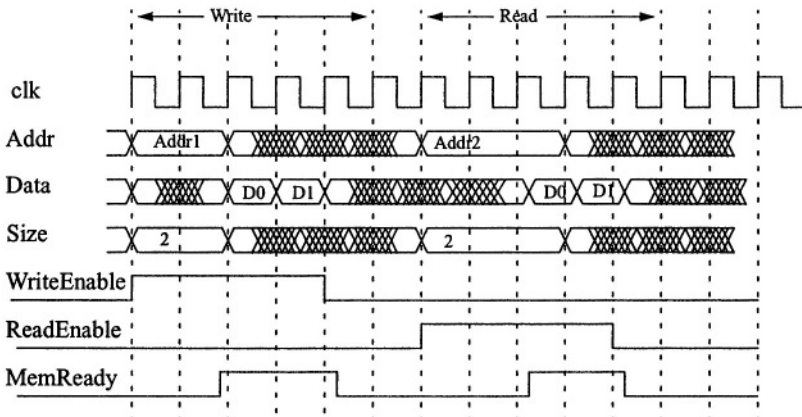 Write Read
clk
Addr Addr1 Addr2
Data D0 D1 D0 D1
Size 2 2
WriteEnable
ReadEnable
MemReady